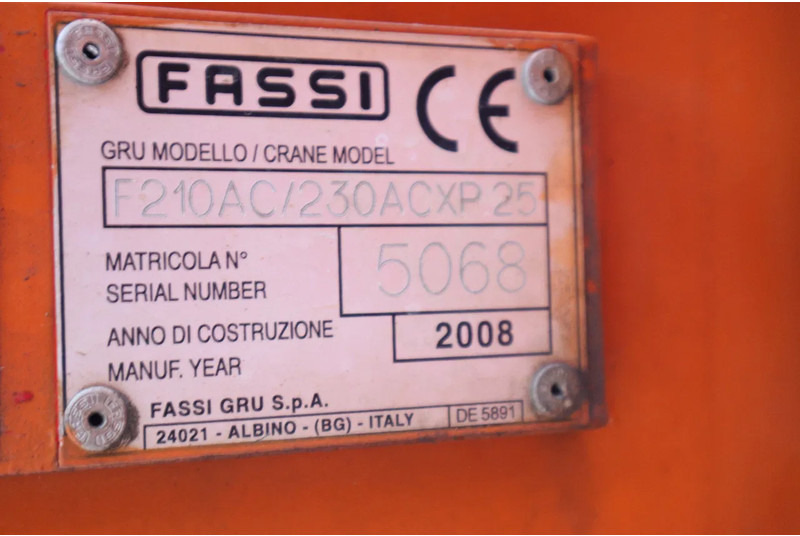 FASSI CE
GRU MODELLO / CRANE MODEL
F210AC/230ACXP 25
MATRICOLA N°
SERIAL NUMBER
5068
ANNO DI COSTRUZIONE
MANUF. YEAR
2008
FASSI GRU S.p.A.
24021 - ALBINO - (BG) - ITALY
DE 5891